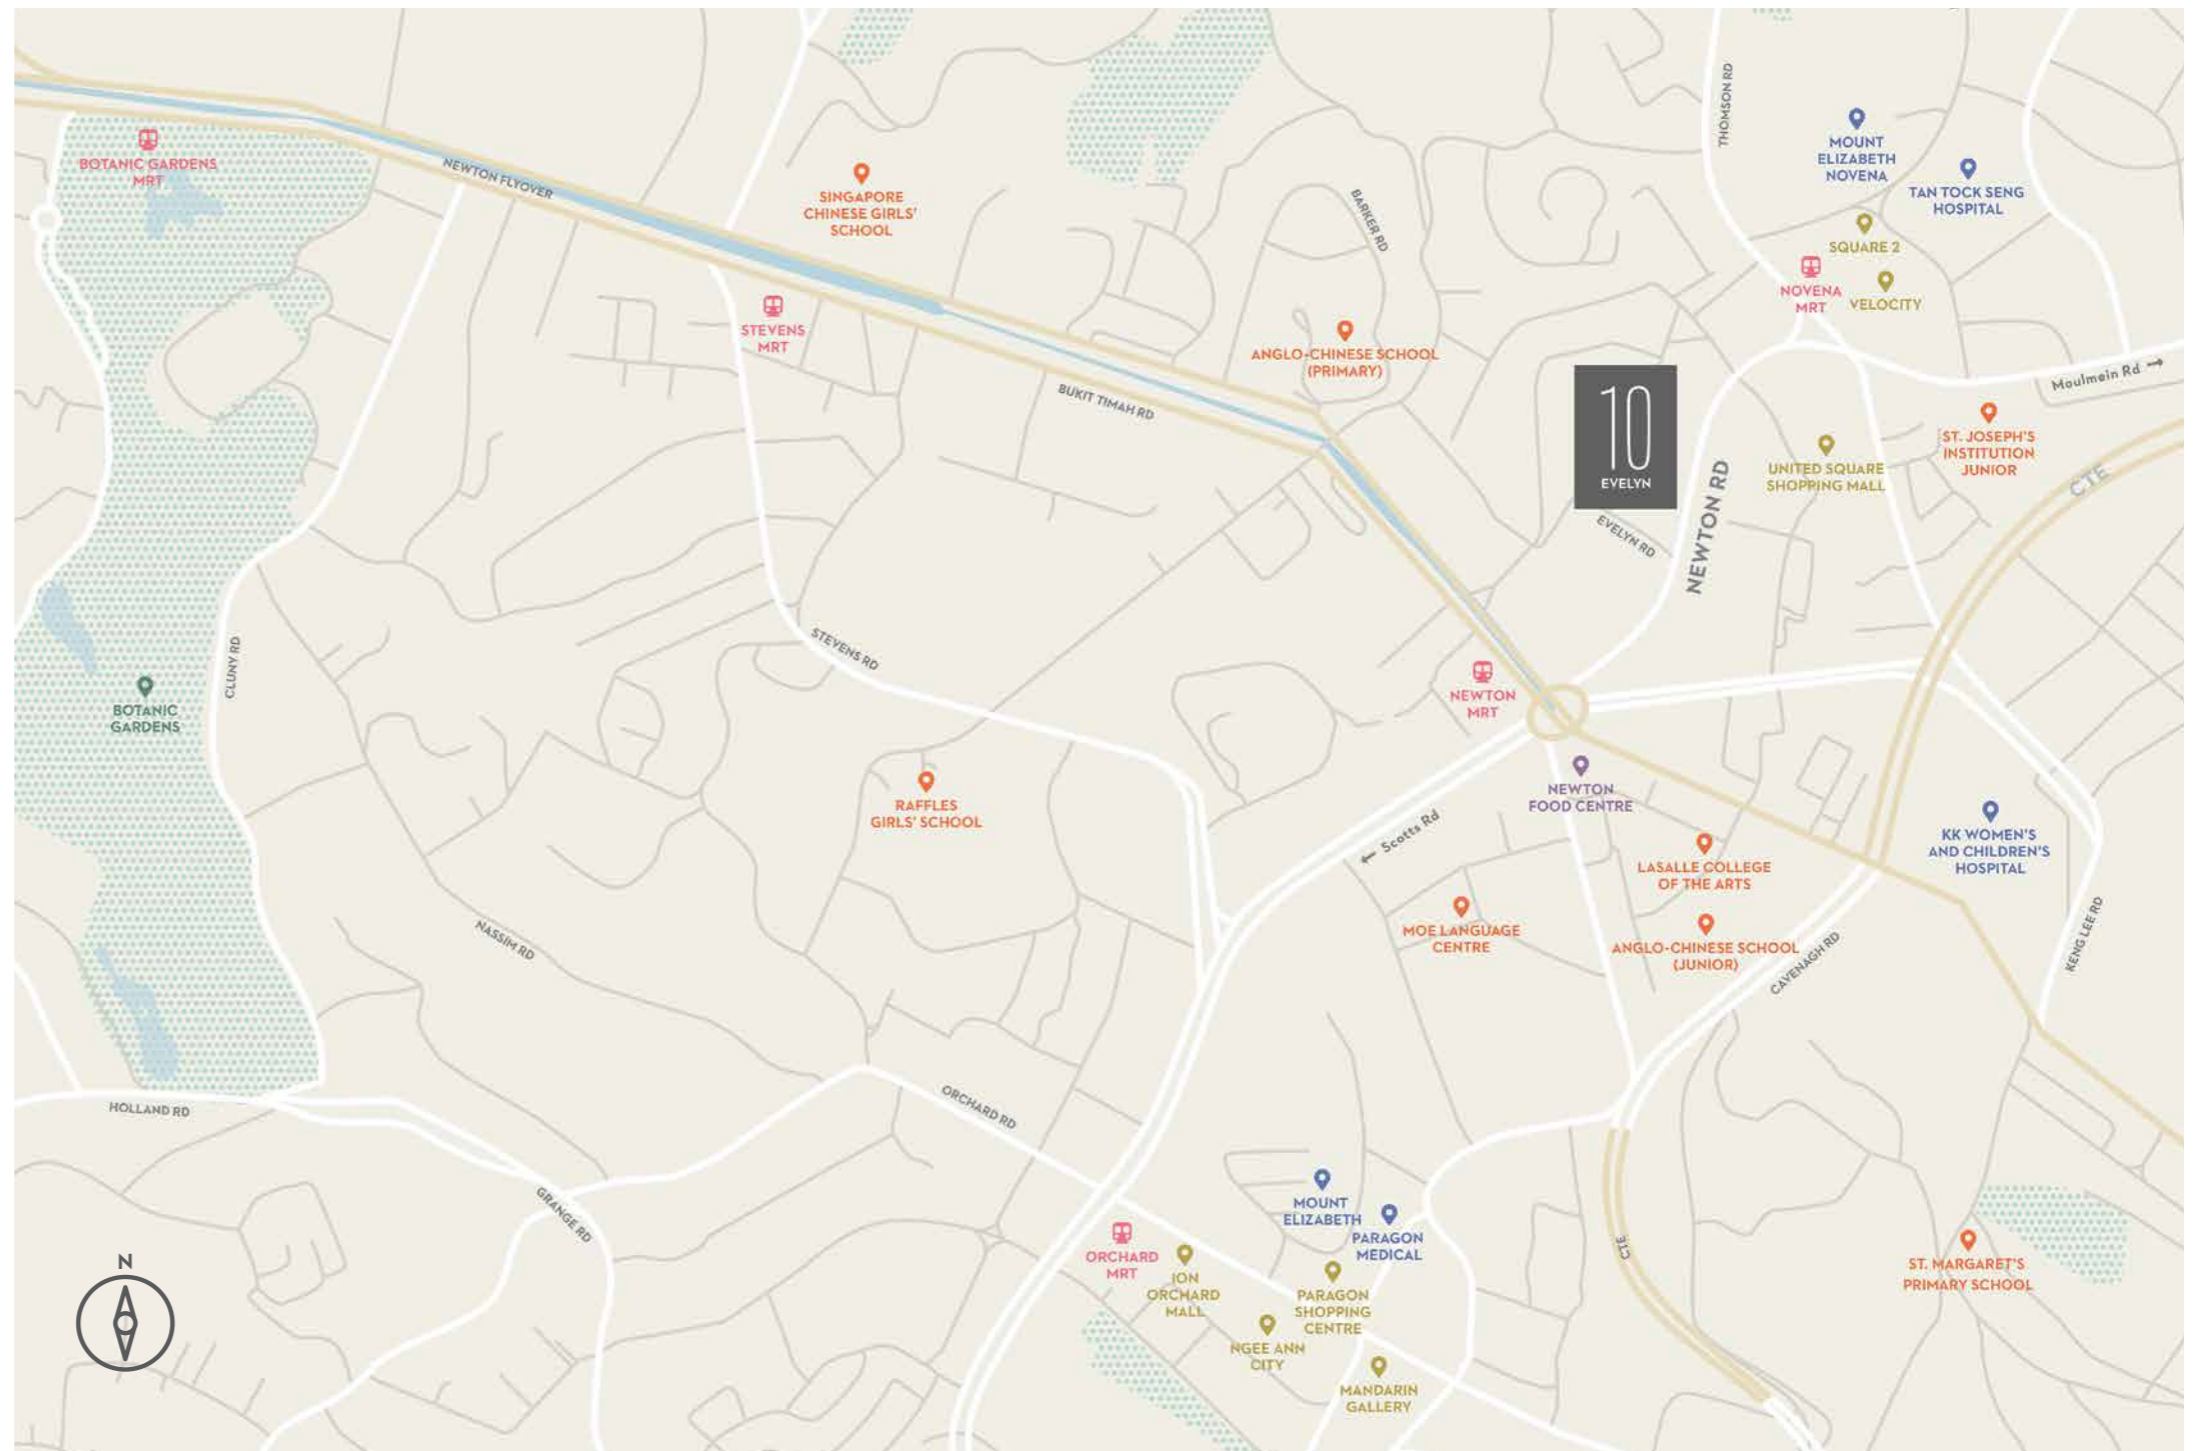 THOMSON RD
MOUNT
ELIZABETH
NOVENA
TAN TOCK SENG
HOSPITAL
BOTANIC GARDENS
MRT
NEWTON FLYOVER
SINGAPORE
CHINESE GIRLS'
SCHOOL
BARKER RD
SQUARE 2
NOVENA
MRT
VELOCITY
STEVENS
MRT
ANGLO-CHINESE SCHOOL
(PRIMARY)
BUKIT TIMAH RD
Moulmein Rd →
10
EVELYN
ST. JOSEPH'S
INSTITUTION
JUNIOR
UNITED SQUARE
SHOPPING MALL
CTE
NEWTON RD
EVELYN RD
STEVENS RD
CLUNY RD
BOTANIC
GARDENS
NEWTON
MRT
NEWTON
FOOD CENTRE
RAFFLES
GIRLS' SCHOOL
← Scotts Rd
KK WOMEN'S
AND CHILDREN'S
HOSPITAL
LASALLE COLLEGE
OF THE ARTS
MOE LANGUAGE
CENTRE
ANGLO-CHINESE SCHOOL
(JUNIOR)
CAVENAGH RD
KENG LEE RD
NASSIM RD
HOLLAND RD
ORCHARD RD
GRANGE RD
MOUNT
ELIZABETH
PARAGON
MEDICAL
CTE
ORCHARD
MRT
ION
ORCHARD
MALL
PARAGON
SHOPPING
CENTRE
NGEE ANN
CITY
MANDARIN
GALLERY
ST. MARGARET'S
PRIMARY SCHOOL
N